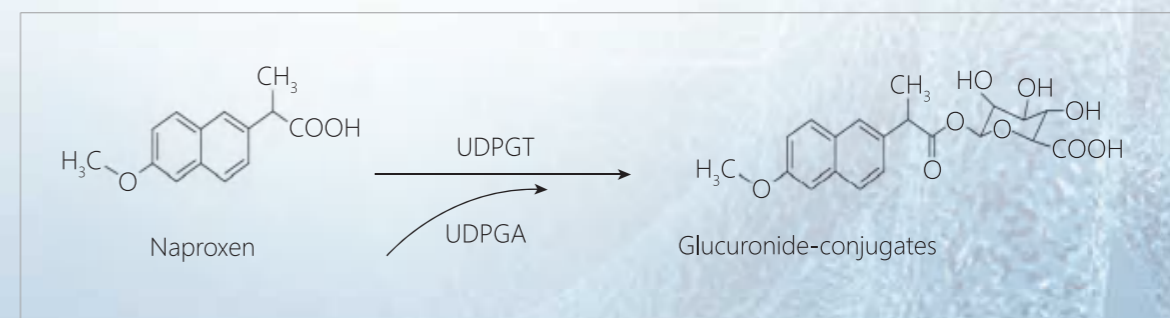 CH₃
COOH
H₃C
O
Naproxen
UDPGT
UDPGA
CH₃
HO
OH
OH
O
O
COOH
O
H₃C
O
Glucuronide-conjugates